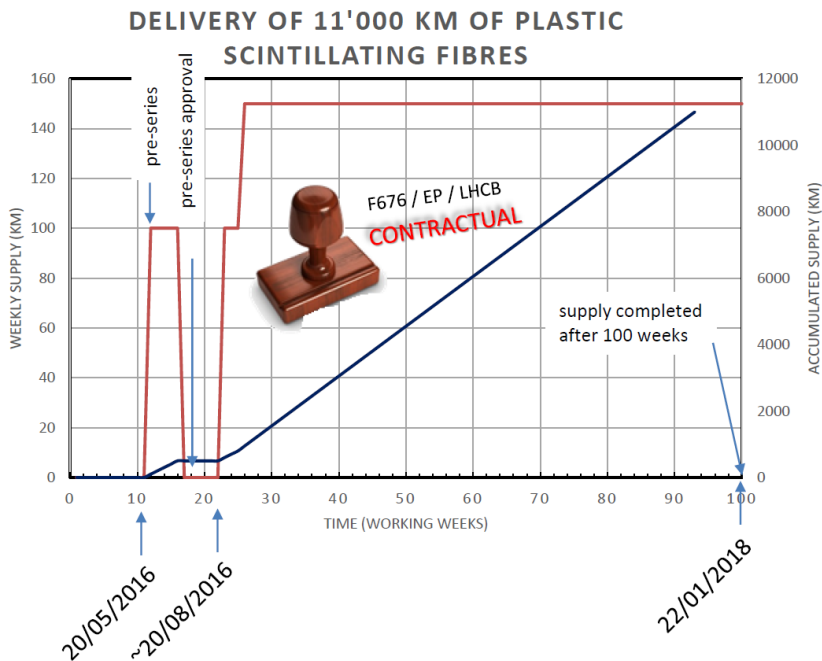 DELIVERY OF 11'000 KM OF PLASTIC
SCINTILLATING FIBRES
160
140
120
100
80
60
40
20
0
WEEKLY SUPPLY (KM)
pre-series
pre-series approval
F676 / EP / LHCB
CONTRACTUAL
supply completed
after 100 weeks
12000
10000
8000
6000
4000
2000
0
ACCUMULATED SUPPLY (KM)
0 10 20 30 40 50 60 70 80 90 100
TIME (WORKING WEEKS)
20/05/2016
~20/08/2016
22/01/2018